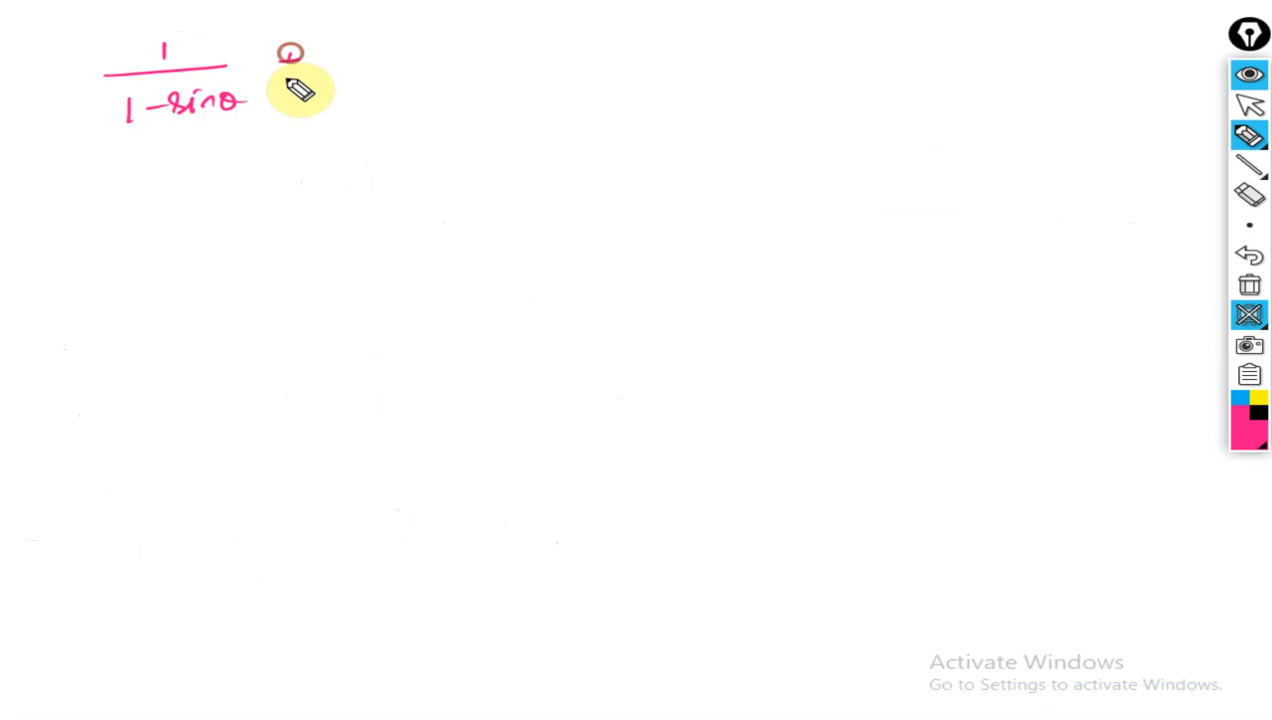 1
1 - sinθ
Activate Windows
Go to Settings to activate Windows.